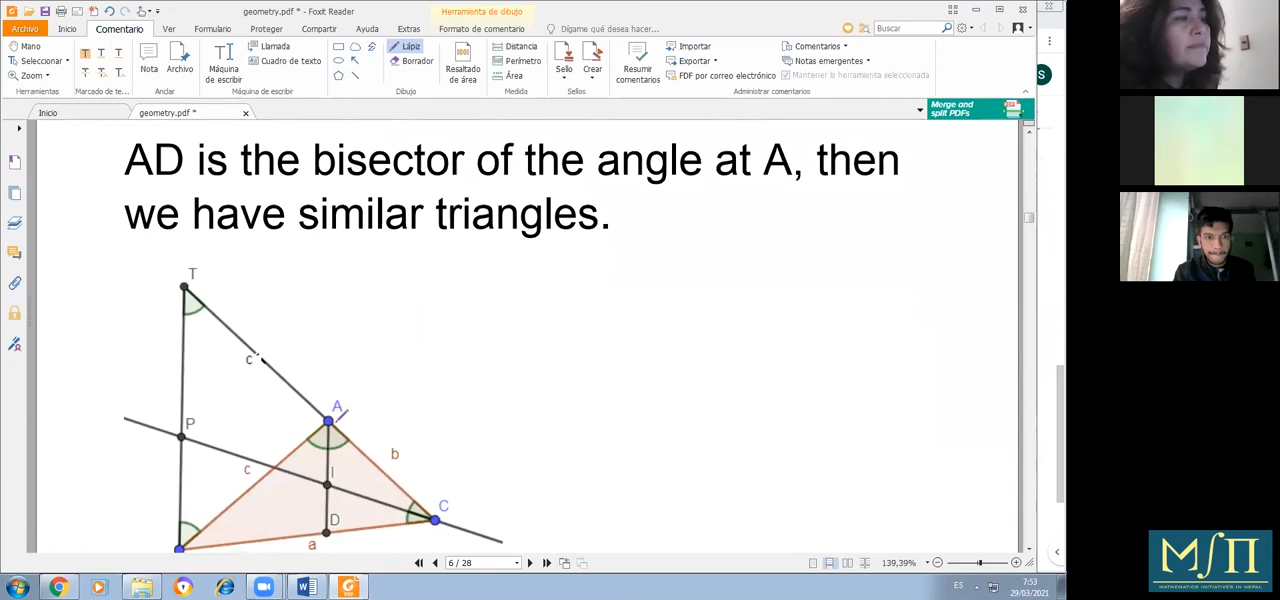 geometry.pdf * - Foxit Reader
Herramienta de dibujo
Archivo Inicio Comentario Ver Formulario Proteger Compartir Ayuda Extras Formato de comentario Dígame qué desea hacer... Buscar
Mano
Seleccionar
Zoom
Herramientas
Marcado de te...
Nota
Archivo
Anclar
Máquina de escribir
Llamada
Cuadro de texto
Máquina de escribir
Lápiz
Borrador
Dibujo
Resaltado de área
Distancia
Perímetro
Área
Medida
Sello
Crear
Sellos
Resumir comentarios
Importar
Exportar
FDF por correo electrónico
Comentarios
Notas emergentes
Mantener la herramienta seleccionada
Administrar comentarios
Inicio
geometry.pdf *
Merge and split PDFs
S
AD is the bisector of the angle at A, then
we have similar triangles.
T
c
A
P
c
b
I
C
D
a
6 / 28
139,39%
ES
7:53
29/03/2021
M∫Π
MATHEMATICS INITIATIVES IN NEPAL